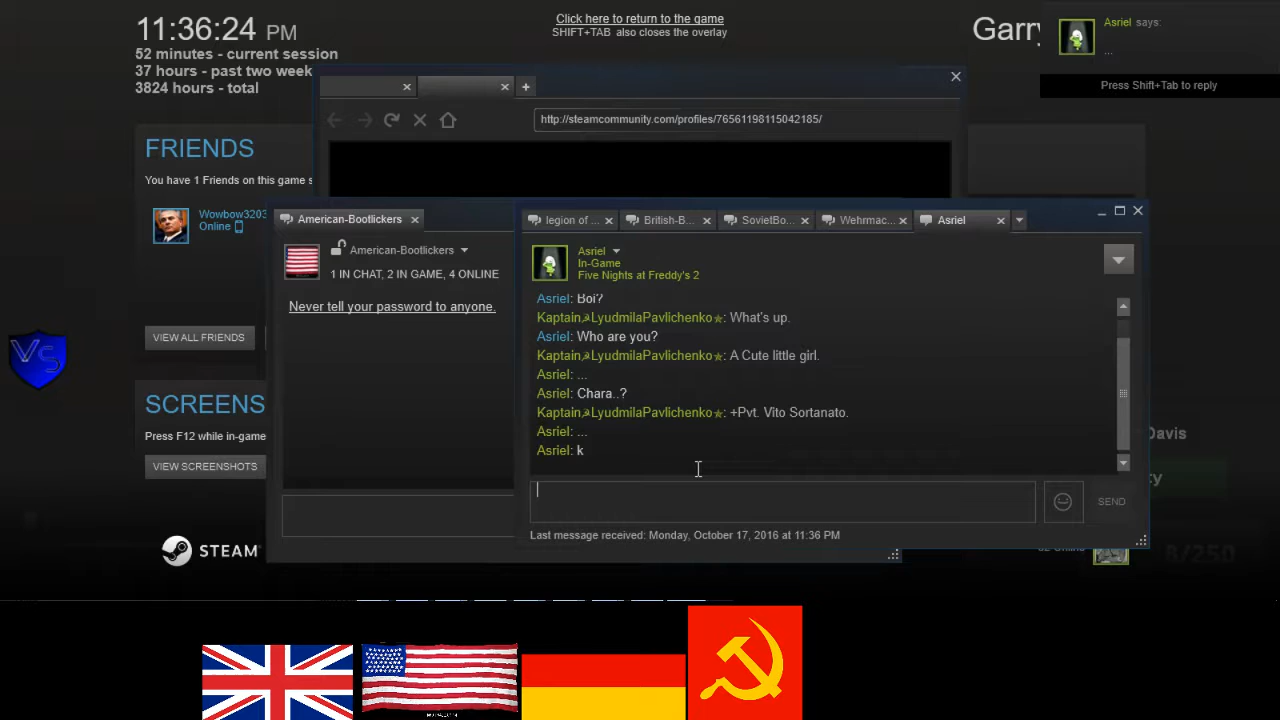 11:36:24 PM
52 minutes - current session
37 hours - past two week
3824 hours - total
Click here to return to the game
SHIFT+TAB also closes the overlay
Garry
Asriel says:
...
Press Shift+Tab to reply
http://steamcommunity.com/profiles/76561198115042185/
FRIENDS
You have 1 Friends on this game s
Wowbow3203
Online
VIEW ALL FRIENDS
VS
SCREENS
Press F12 while in-game
VIEW SCREENSHOTS
STEAM
American-Bootlickers
American-Bootlickers
1 IN CHAT, 2 IN GAME, 4 ONLINE
Never tell your password to anyone.
legion of ...
British-B...
SovietBo...
Wehrmac...
Asriel
Asriel
In-Game
Five Nights at Freddy's 2
Asriel: Boi?
Kaptain☭LyudmilaPavlichenko★: What's up.
Asriel: Who are you?
Kaptain☭LyudmilaPavlichenko★: A Cute little girl.
Asriel: ...
Asriel: Chara..?
Kaptain☭LyudmilaPavlichenko★: +Pvt. Vito Sortanato.
Asriel: ...
Asriel: k
SEND
Last message received: Monday, October 17, 2016 at 11:36 PM
Davis
Online
8/250